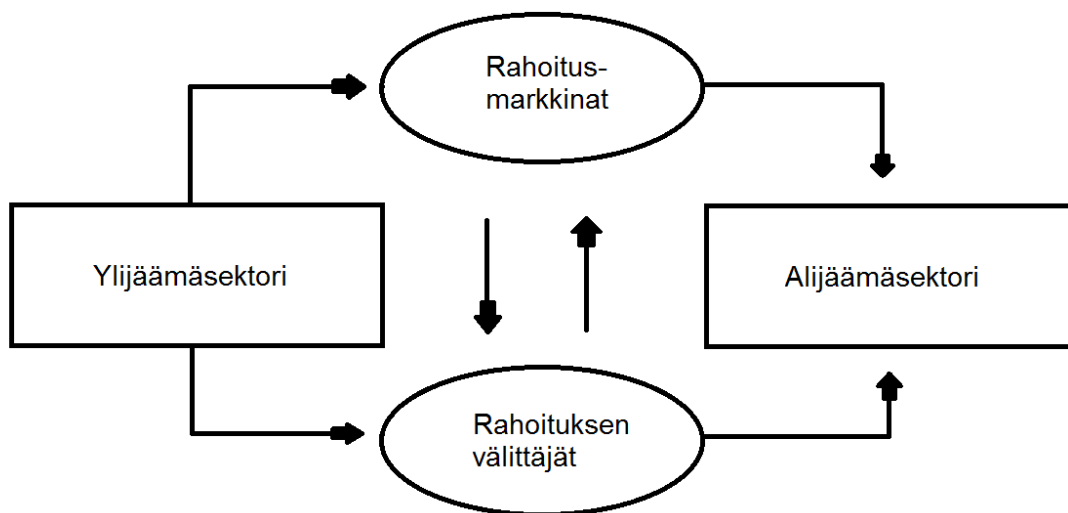 Rahoitus-
markkinat
Ylijäämäsektori
Alijäämäsektori
Rahoituksen
välittäjät